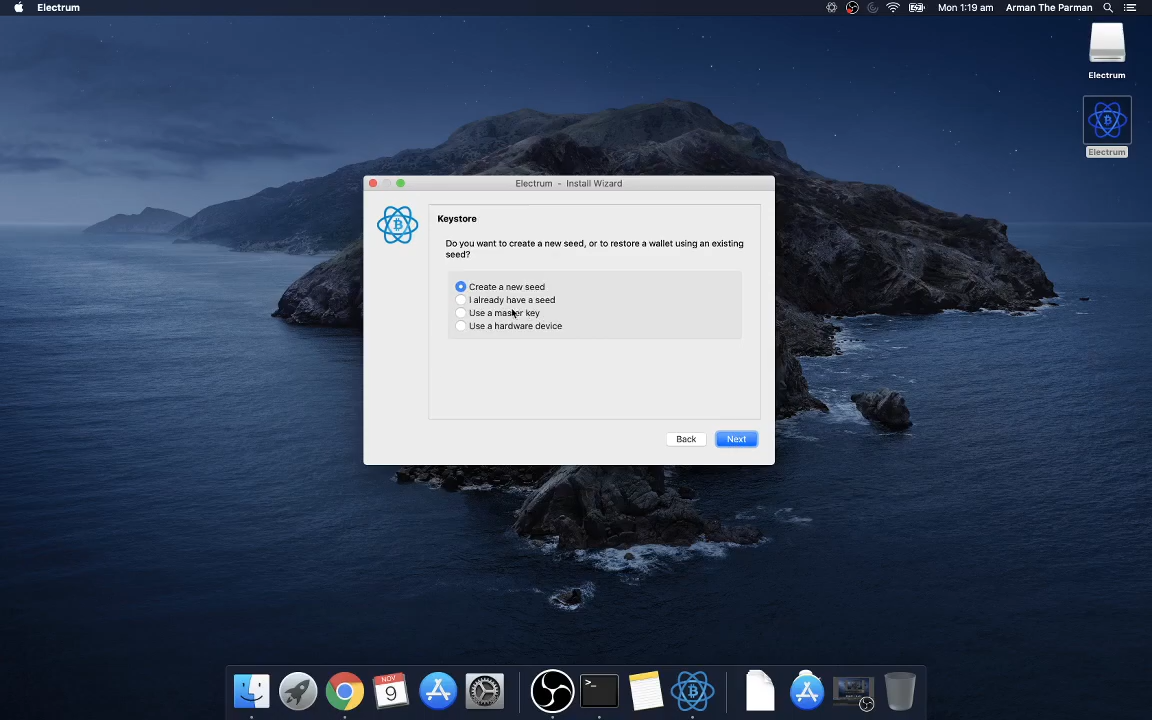 Electrum
Mon 1:19 am Arman The Parman
Electrum
Electrum
Electrum - Install Wizard
Keystore
Do you want to create a new seed, or to restore a wallet using an existing
seed?
Create a new seed
I already have a seed
Use a master key
Use a hardware device
Back Next
NOV
9
>_